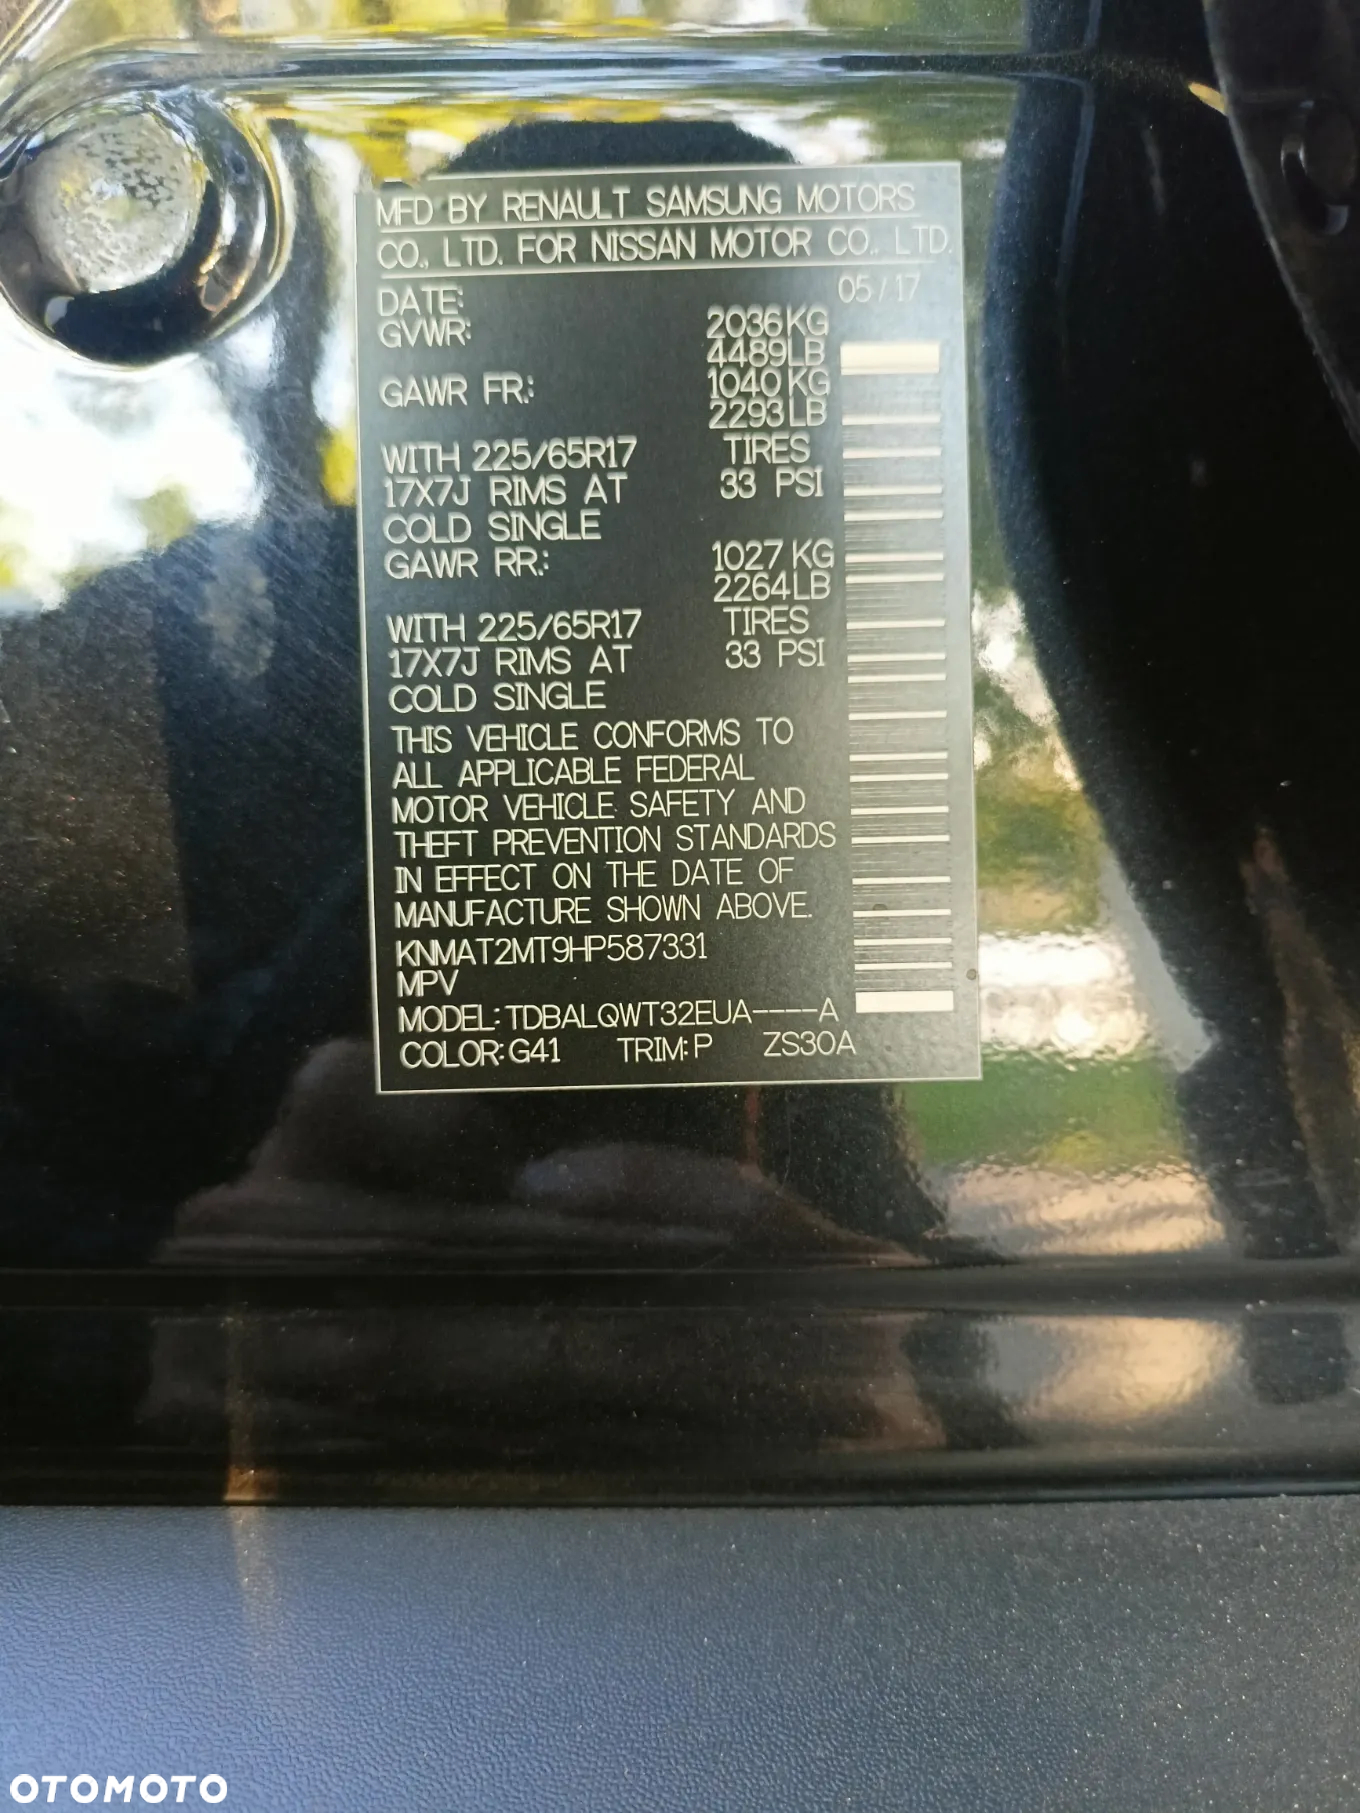 MFD BY RENAULT SAMSUNG MOTORS
CO., LTD. FOR NISSAN MOTOR CO., LTD.
DATE: 05/17
GVWR: 2036KG
4489LB
GAWR FR.: 1040KG
2293LB
WITH 225/65R17 TIRES
17X7J RIMS AT 33 PSI
COLD SINGLE
GAWR RR.: 1027KG
2264LB
WITH 225/65R17 TIRES
17X7J RIMS AT 33 PSI
COLD SINGLE
THIS VEHICLE CONFORMS TO
ALL APPLICABLE FEDERAL
MOTOR VEHICLE SAFETY AND
THEFT PREVENTION STANDARDS
IN EFFECT ON THE DATE OF
MANUFACTURE SHOWN ABOVE.
KNMAT2MT9HP587331
MPV
MODEL: TDBALQWT32EUA----A
COLOR: G41 TRIM: P ZS30A
OTOMOTO